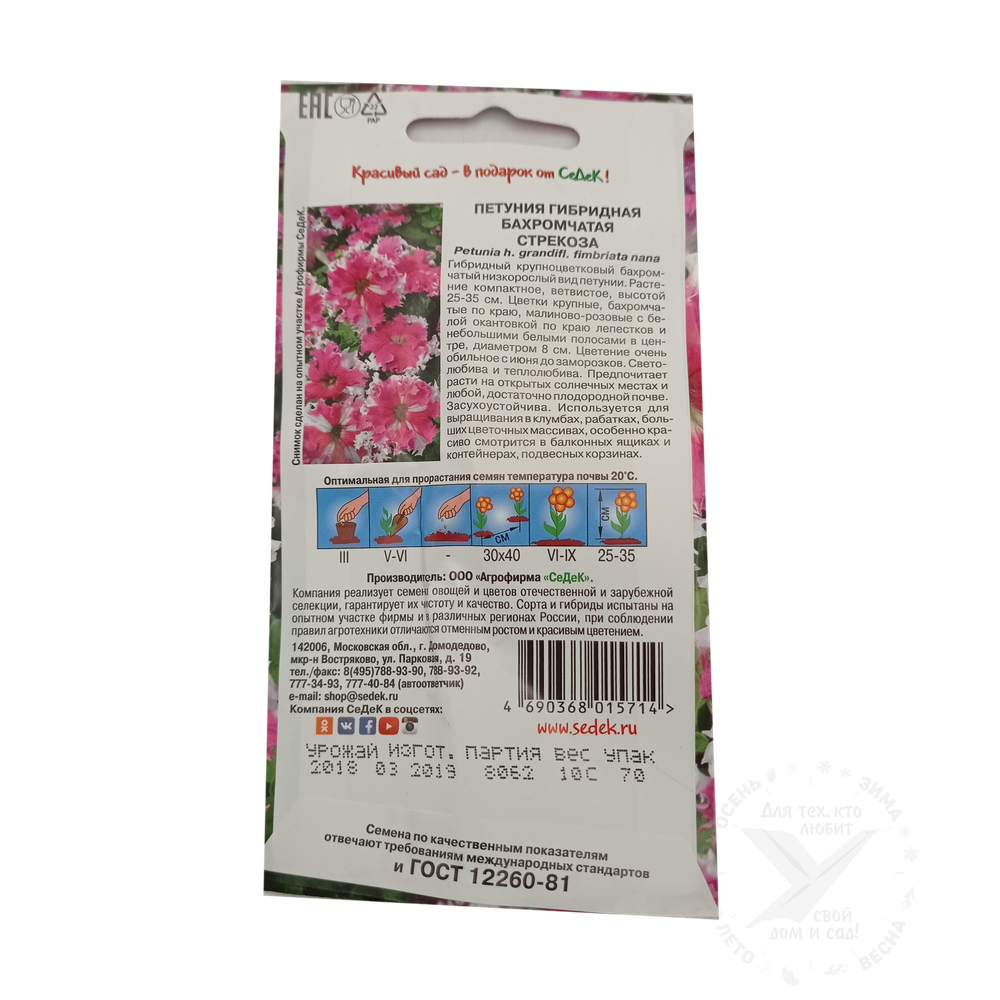 ЕАС
22
PAP
Красивый сад - в подарок от СеДеК!
ПЕТУНИЯ ГИБРИДНАЯ
БАХРОМЧАТАЯ
СТРЕКОЗА
Petunia h. grandifl. fimbriata nana
Гибридный крупноцветковый бахром-
чатый низкорослый вид петунии. Расте-
ние компактное, ветвистое, высотой
25-35 см. Цветки крупные, бахромча-
тые по краю, малиново-розовые с бе-
лой окантовкой по краю лепестков и
небольшими белыми полосами в цен-
тре, диаметром 8 см. Цветение очень
обильное с июня до заморозков. Свето-
любива и теплолюбива. Предпочитает
расти на открытых солнечных местах и
любой, достаточно плодородной почве.
Засухоустойчива. Используется для
выращивания в клумбах, рабатках, боль-
ших цветочных массивах, особенно кра-
сиво смотрится в балконных ящиках и
контейнерах, подвесных корзинах.
Снимок сделан на опытном участке Агрофирмы СеДеК.
Оптимальная для прорастания семян температура почвы 20°С.
СМ
СМ
III V-VI - 30х40 VI-IX 25-35
Производитель: ООО «Агрофирма «СеДеК».
Компания реализует семена овощей и цветов отечественной и зарубежной
селекции, гарантирует их чистоту и качество. Сорта и гибриды испытаны на
опытном участке фирмы и в различных регионах России, при соблюдении
правил агротехники отличаются отменным ростом и красивым цветением.
142006, Московская обл., г. Домодедово,
мкр-н Востряково, ул. Парковая, д. 19
тел./факс: 8(495)788-93-90, 788-93-92,
777-34-93, 777-40-84 (автоответчик)
e-mail: shop@sedek.ru
Компания СеДеК в соцсетях:
4 690368 015714 >
www.sedek.ru
УРОЖАЙ ИЗГОТ. ПАРТИЯ ВЕС УПАК
2018 03 2019 8062 10С 70
Семена по качественным показателям
отвечают требованиям международных стандартов
и ГОСТ 12260-81
ОСЕНЬ ЗИМА
Для тех, кто
любит
свой
дом и сад!
ЛЕТО ВЕСНА